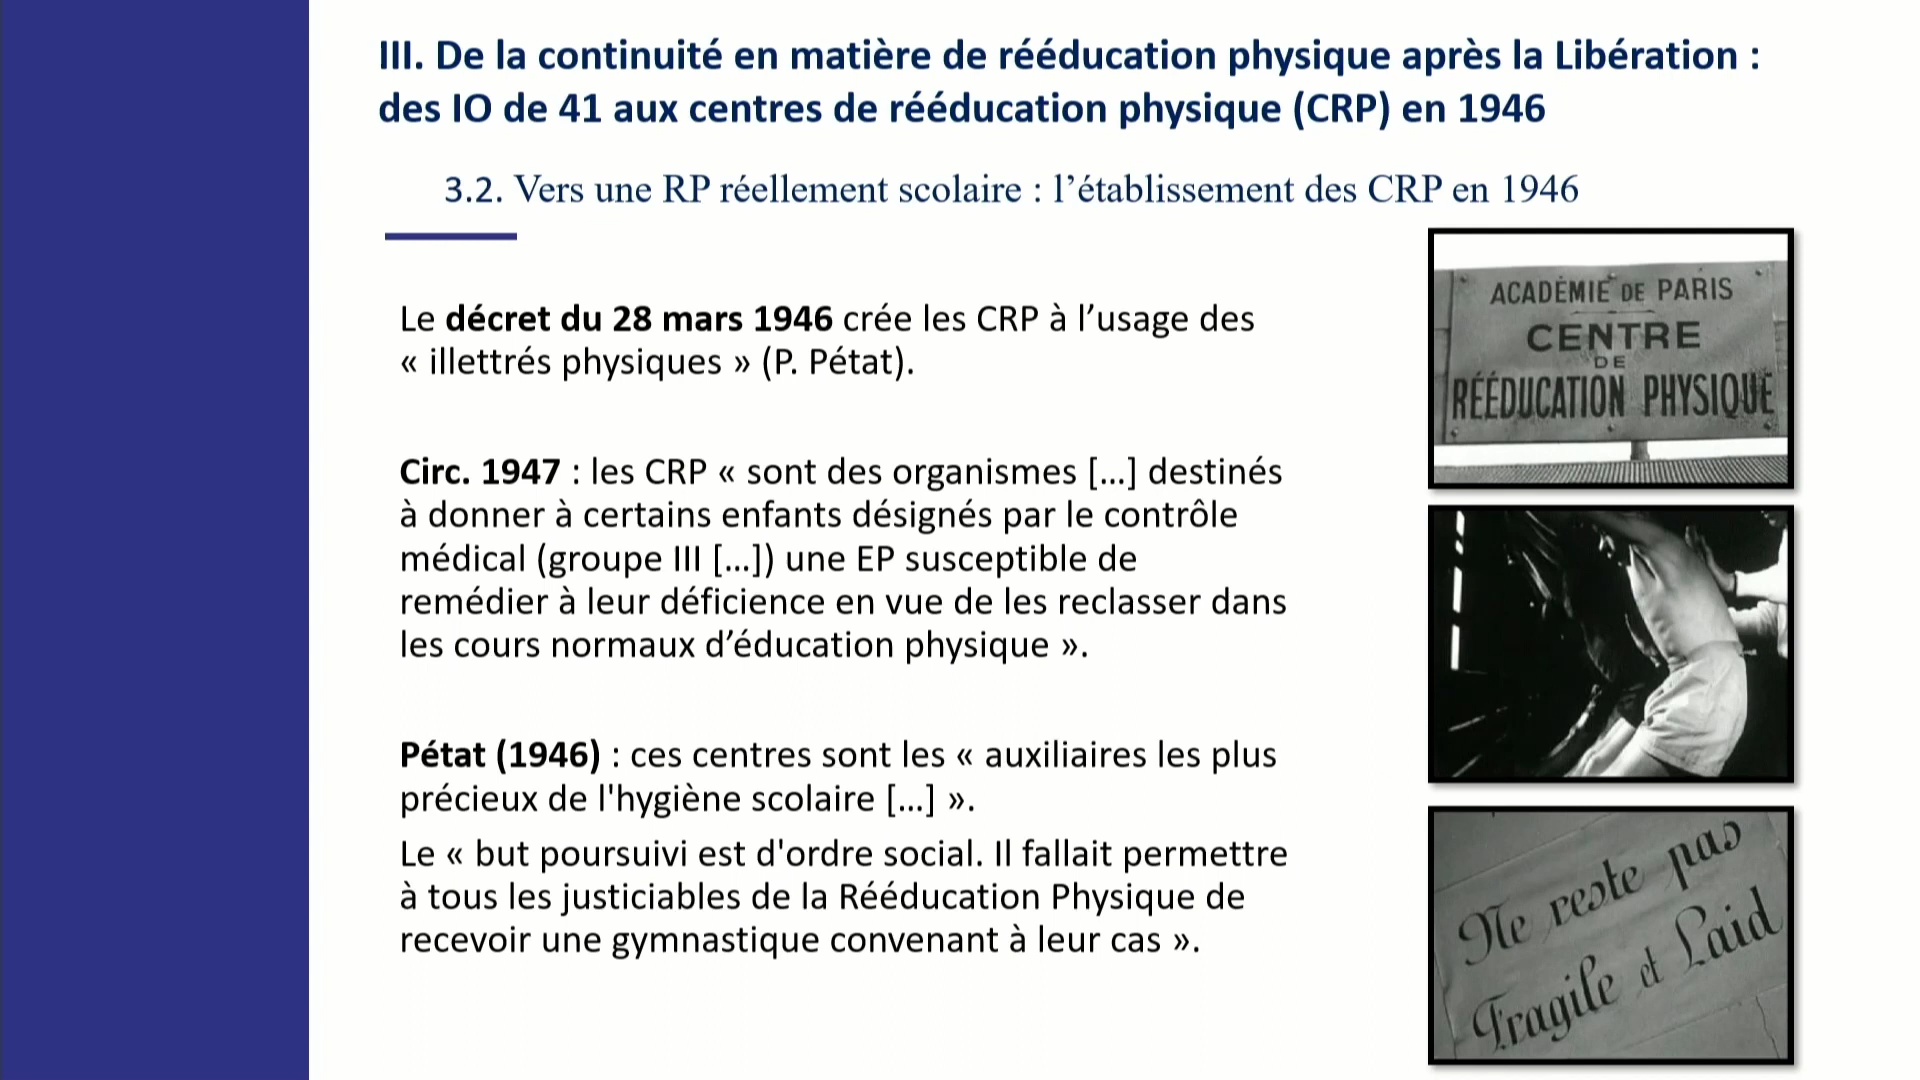 III. De la continuité en matière de rééducation physique après la Libération :
des IO de 41 aux centres de rééducation physique (CRP) en 1946
3.2. Vers une RP réellement scolaire : l’établissement des CRP en 1946
Le décret du 28 mars 1946 crée les CRP à l’usage des
« illettrés physiques » (P. Pétat).
Circ. 1947 : les CRP « sont des organismes […] destinés
à donner à certains enfants désignés par le contrôle
médical (groupe III […]) une EP susceptible de
remédier à leur déficience en vue de les reclasser dans
les cours normaux d’éducation physique ».
Pétat (1946) : ces centres sont les « auxiliaires les plus
précieux de l'hygiène scolaire […] ».
Le « but poursuivi est d'ordre social. Il fallait permettre
à tous les justiciables de la Rééducation Physique de
recevoir une gymnastique convenant à leur cas ».
ACADÉMIE DE PARIS
CENTRE
DE
RÉÉDUCATION PHYSIQUE
Ne reste pas
Fragile et Laid